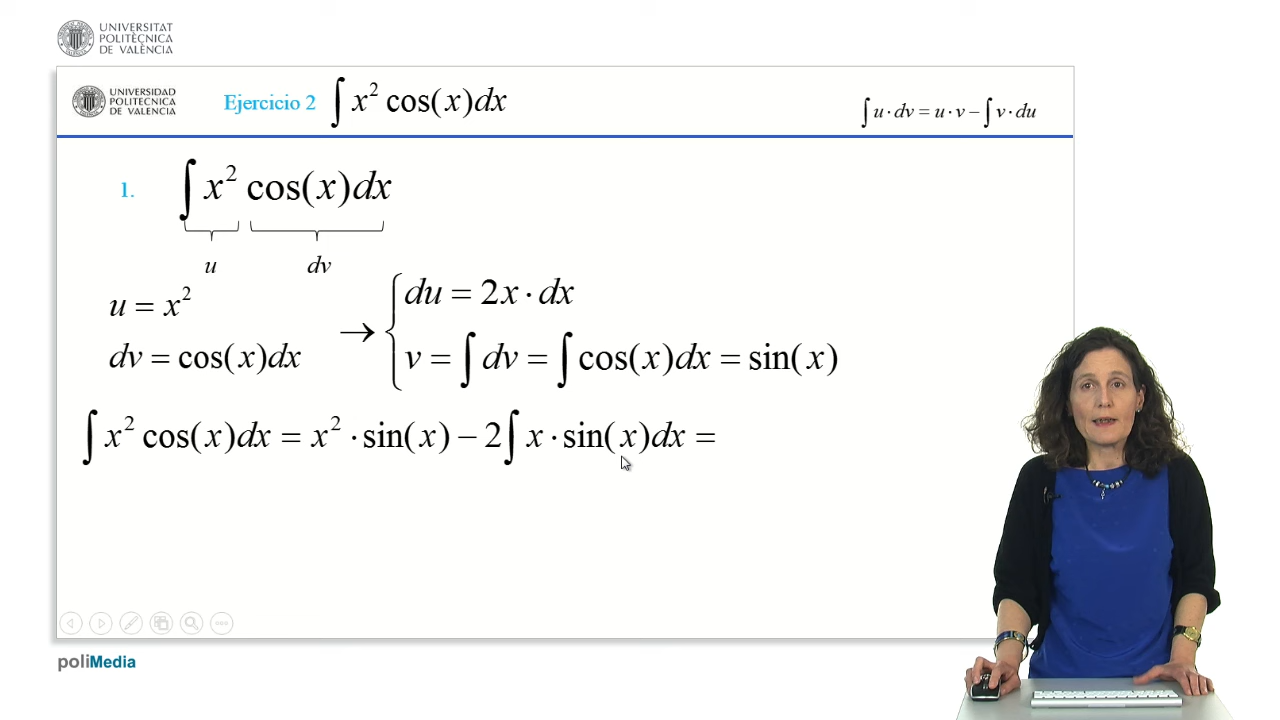 UNIVERSITAT
POLITÈCNICA
DE VALÈNCIA
UNIVERSIDAD
POLITECNICA
DE VALENCIA
Ejercicio 2 ∫ x² cos(x)dx
∫ u · dv = u · v − ∫ v · du
1. ∫ x² cos(x)dx
u dv
u = x²
dv = cos(x)dx
→ { du = 2x · dx
v = ∫ dv = ∫ cos(x)dx = sin(x)
∫ x² cos(x)dx = x² · sin(x) − 2 ∫ x · sin(x)dx =
poliMedia